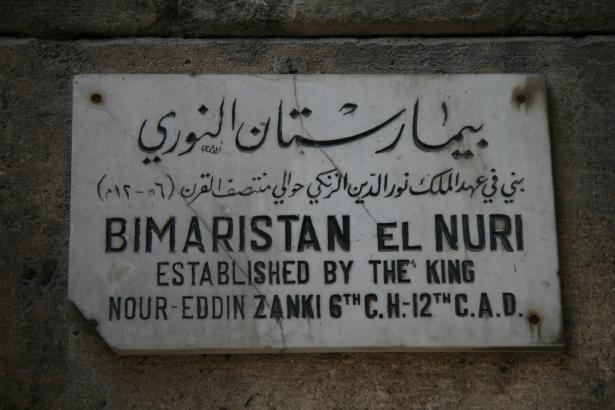 بيمارستان النوري
بني في عهد الملك نور الدين الزنكي حوالي منتصف القرن (٦هـ - ١٢م)
BIMARISTAN EL NURI
ESTABLISHED BY THE KING
NOUR-EDDIN ZANKI 6TH C.H.-12TH C.A.D.